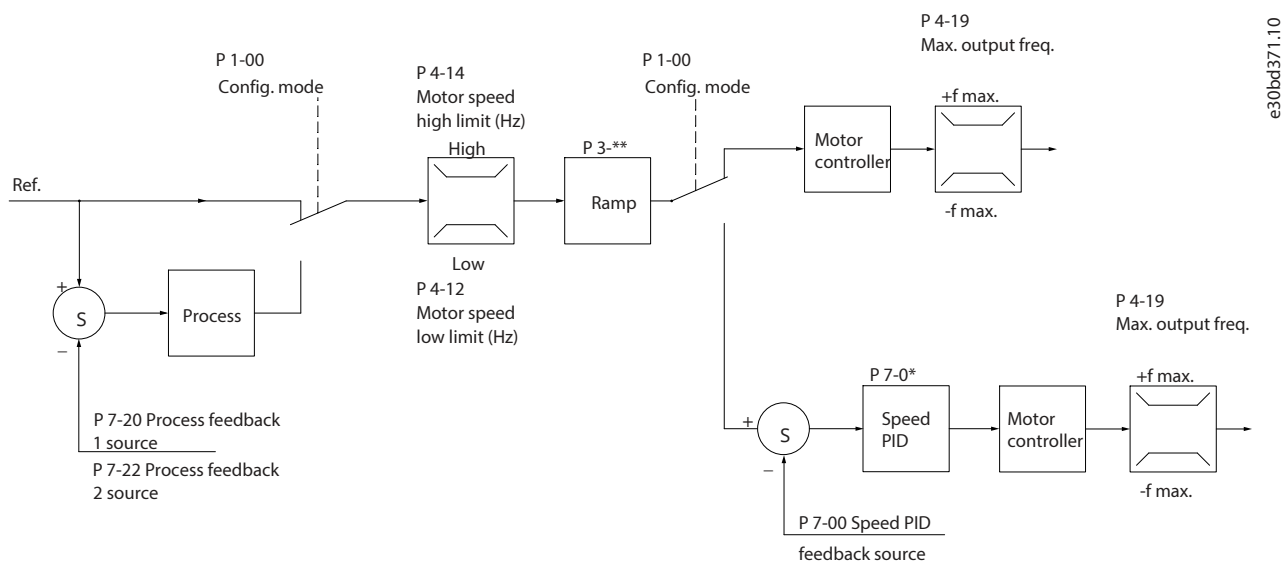 P 4-19
Max. output freq.
e30bd371.10
P 1-00
Config. mode
P 4-14
Motor speed
high limit (Hz)
High
P 1-00
Config. mode
+f max.
P 3-**
Motor
controller
Ref.
Ramp
-f max.
Low
P 4-12
Motor speed
low limit (Hz)
+
S
_
Process
P 4-19
Max. output freq.
P 7-20 Process feedback
1 source
P 7-22 Process feedback
2 source
P 7-0*
+f max.
+
S
_
Speed
PID
Motor
controller
-f max.
P 7-00 Speed PID
feedback source